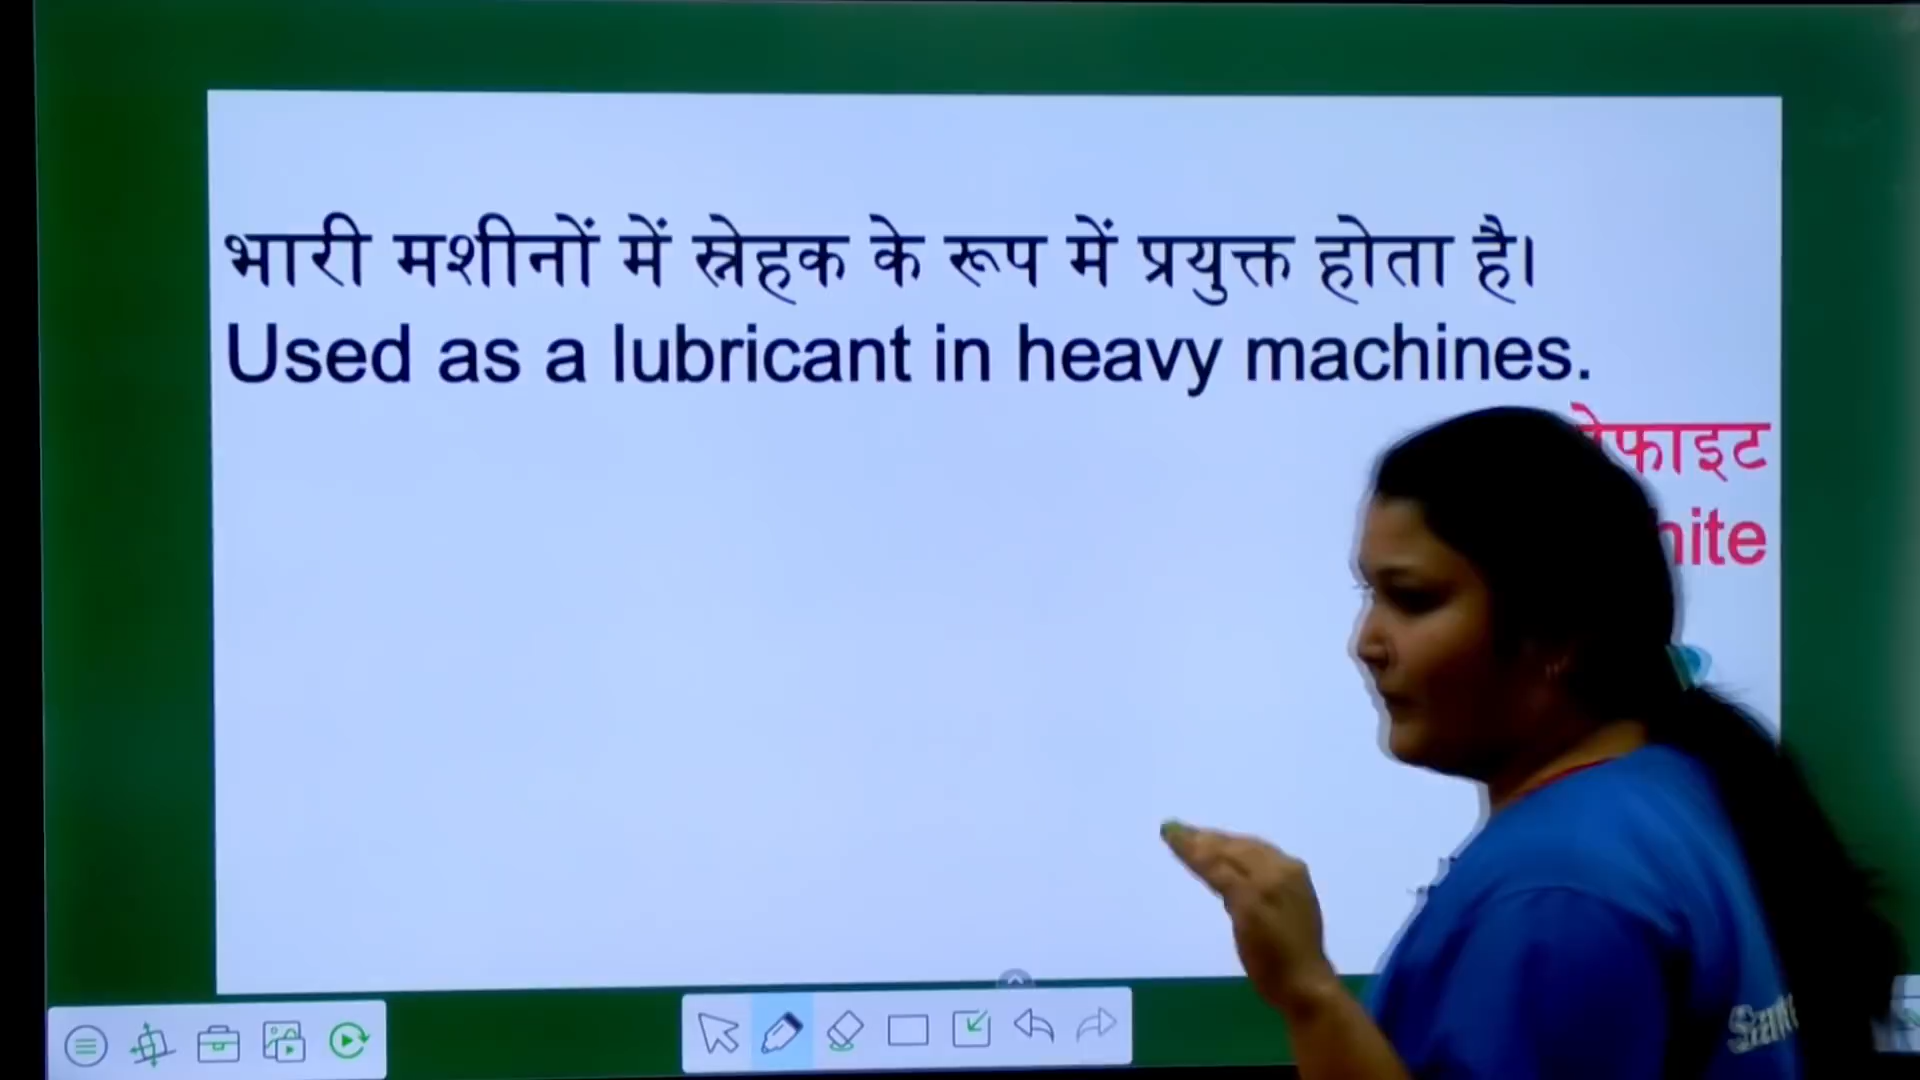 भारी मशीनों में स्नेहक के रूप में प्रयुक्त होता है।
Used as a lubricant in heavy machines.